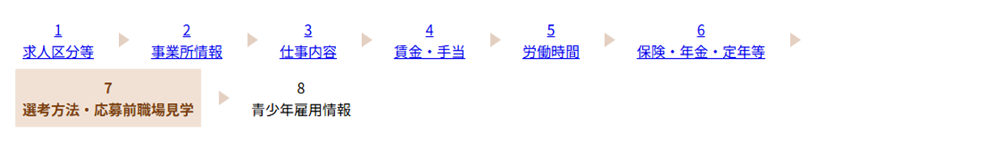 1 2 3 4 5 6
求人区分等 事業所情報 仕事内容 賃金・手当 労働時間 保険・年金・定年等
7 8
選考方法・応募前職場見学 青少年雇用情報